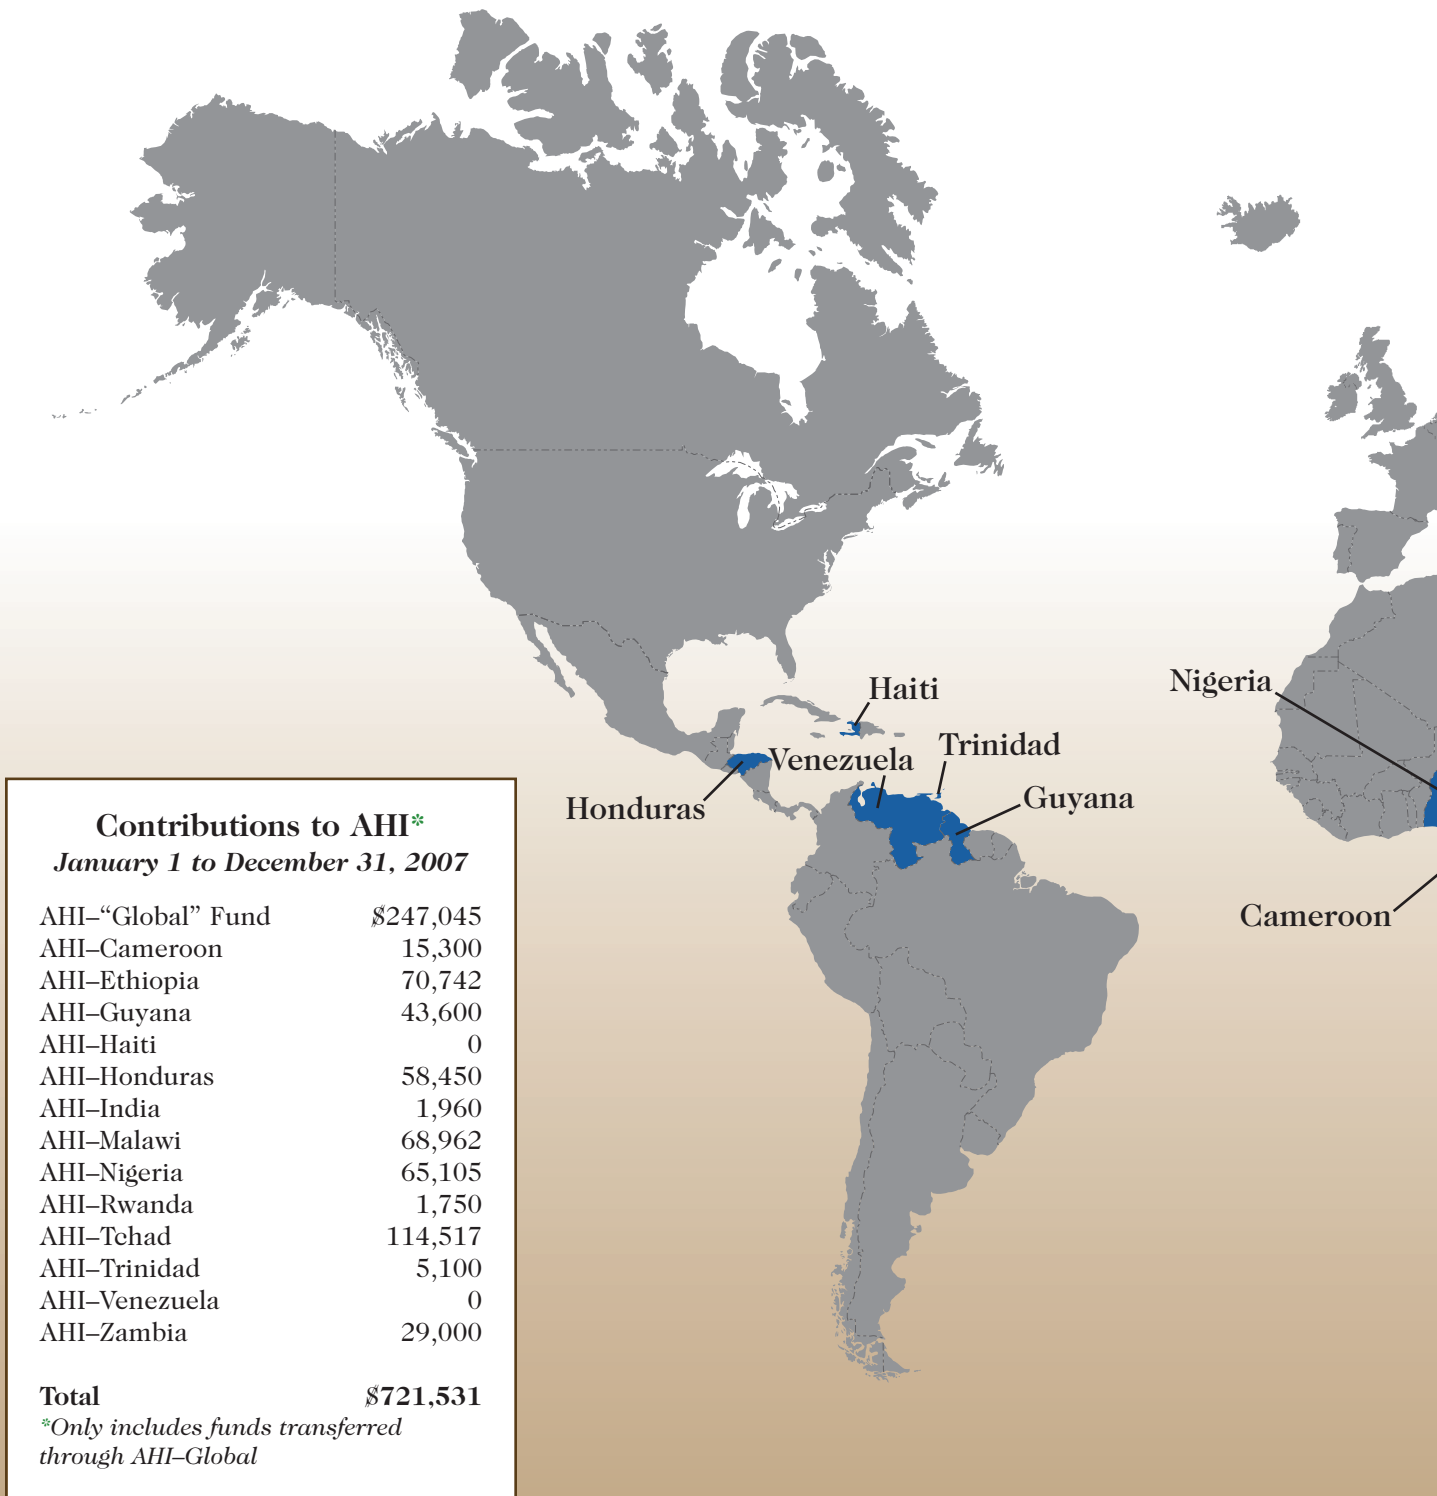 Haiti
Nigeria
Trinidad
Venezuela
Guyana
Honduras
Cameroon
Contributions to AHI*
January 1 to December 31, 2007
AHI–“Global” Fund $247,045
AHI–Cameroon 15,300
AHI–Ethiopia 70,742
AHI–Guyana 43,600
AHI–Haiti 0
AHI–Honduras 58,450
AHI–India 1,960
AHI–Malawi 68,962
AHI–Nigeria 65,105
AHI–Rwanda 1,750
AHI–Tchad 114,517
AHI–Trinidad 5,100
AHI–Venezuela 0
AHI–Zambia 29,000
Total $721,531
*Only includes funds transferred
through AHI–Global